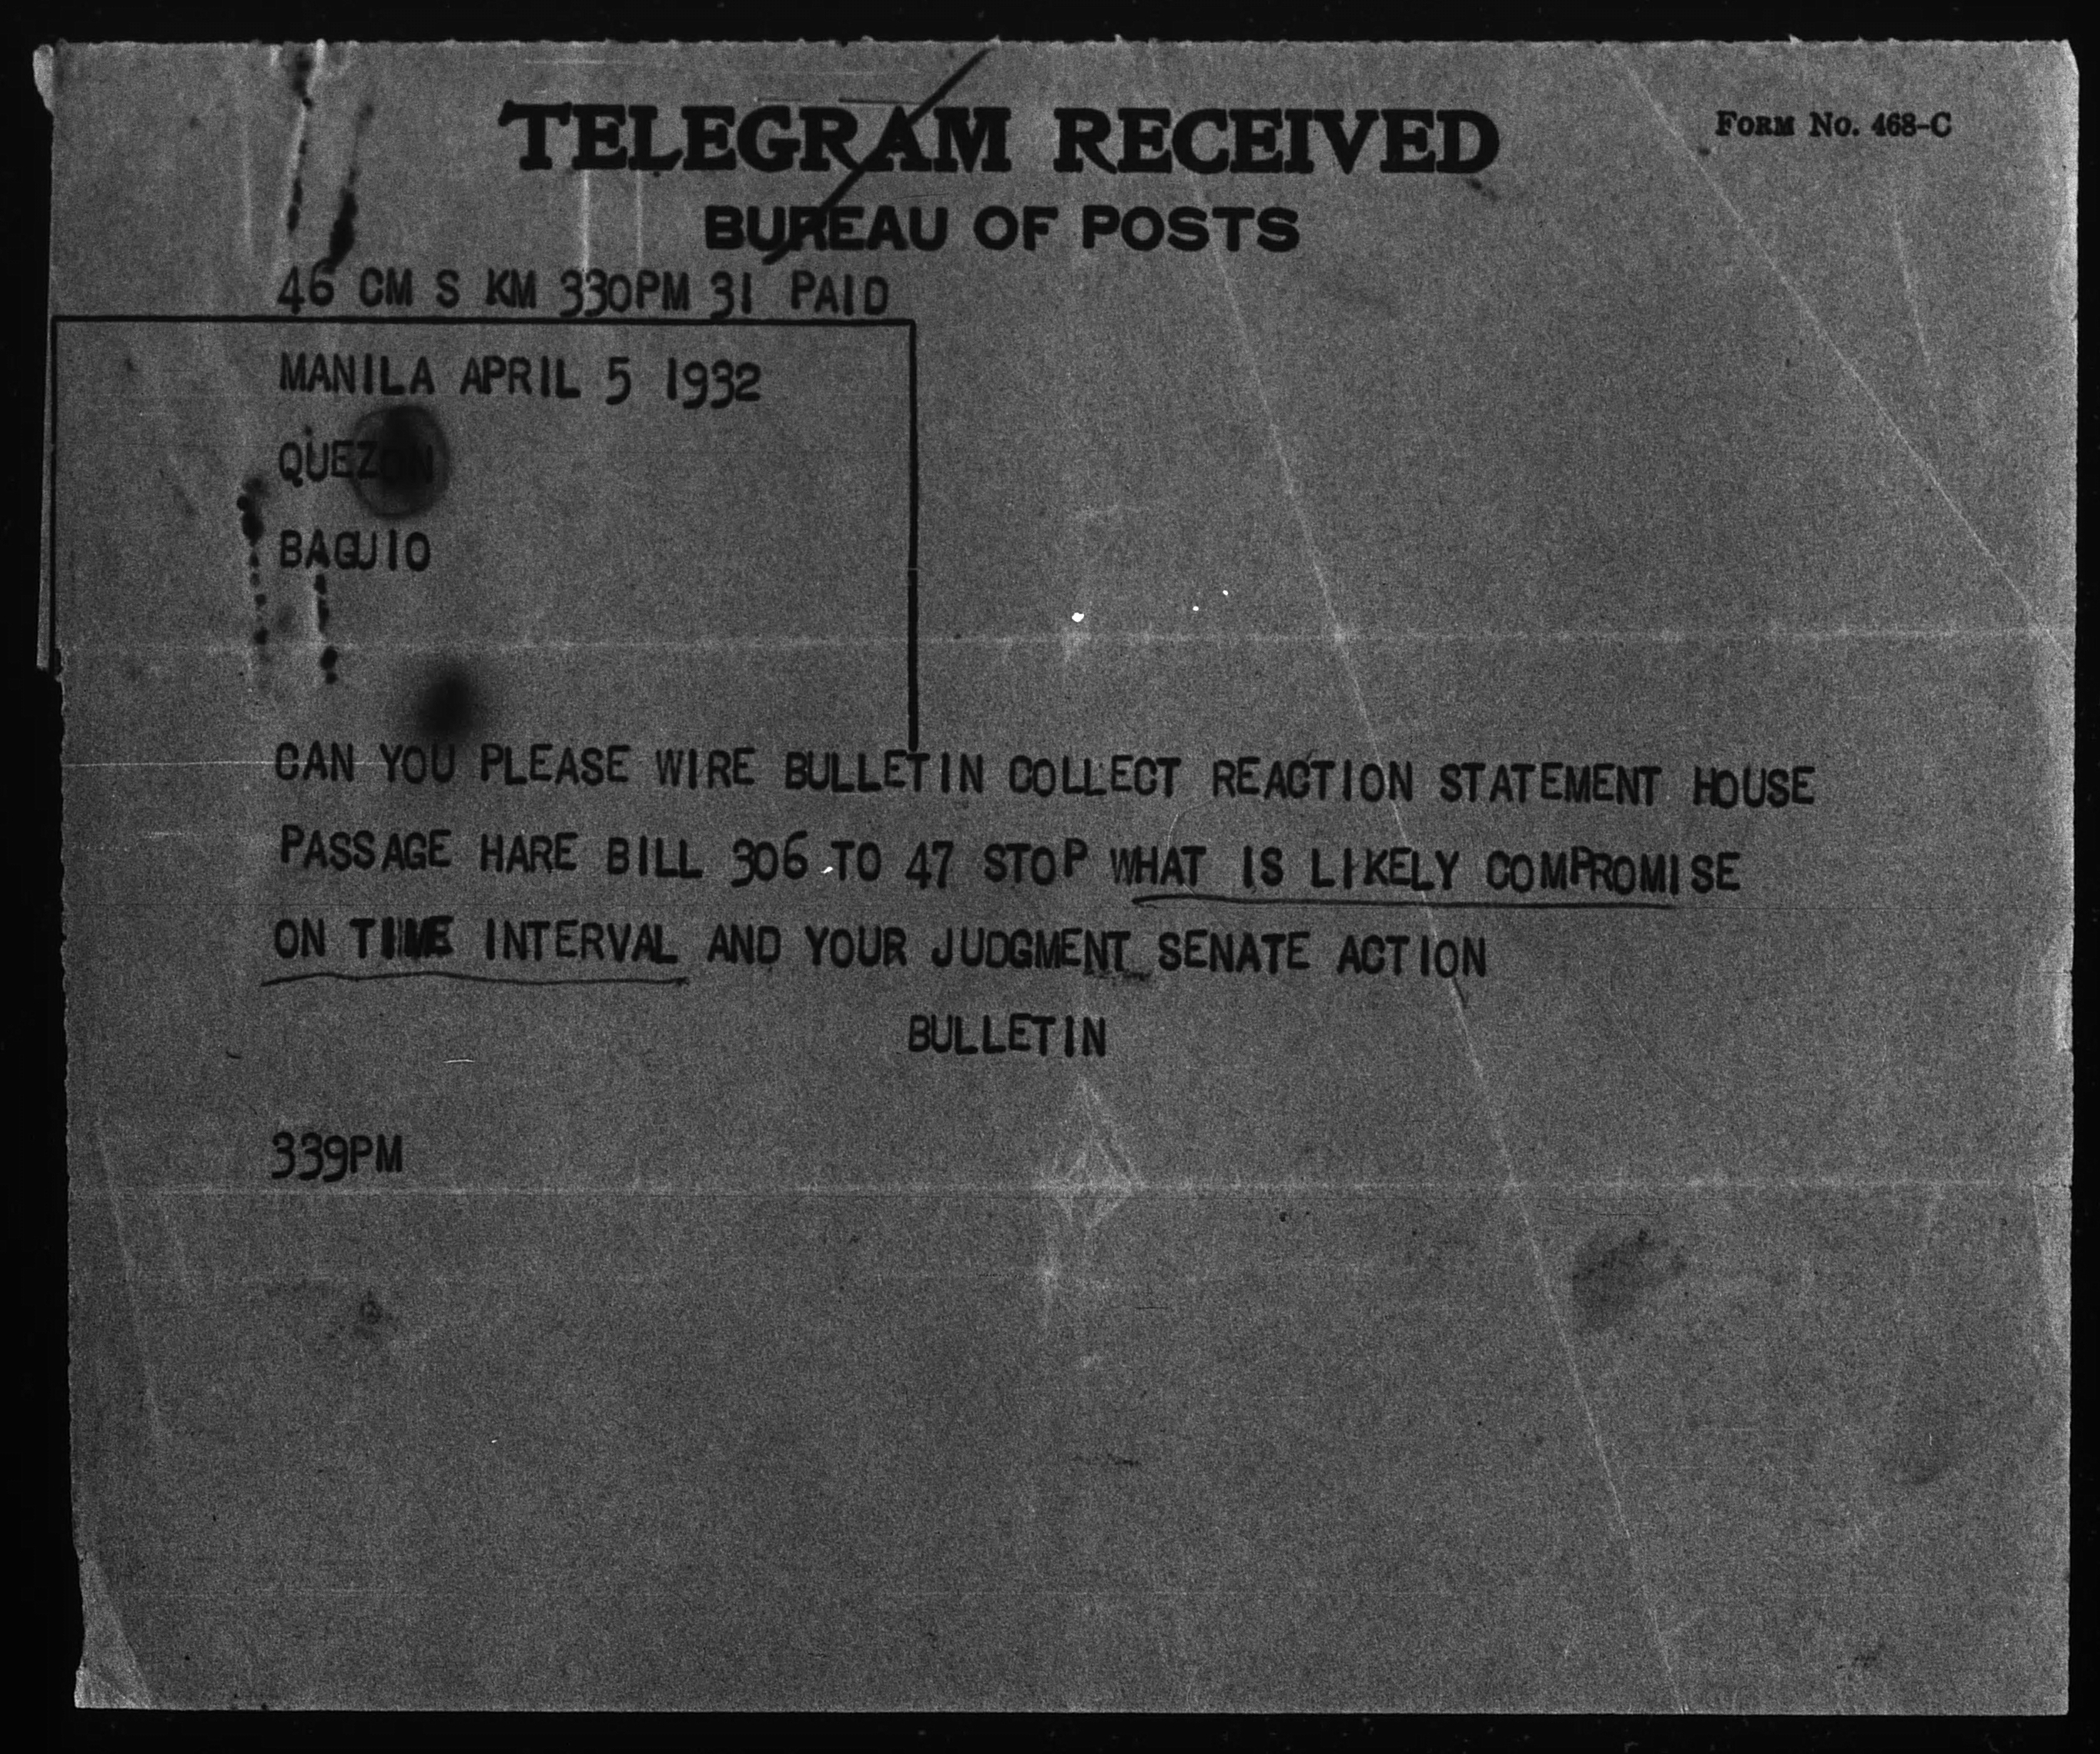 TELEGRAM RECEIVED
FORM No. 468-C
BUREAU OF POSTS
46 CM S KM 330PM 31 PAID
MANILA APRIL 5 1932
QUEZON
BAGUIO
CAN YOU PLEASE WIRE BULLETIN COLLECT REACTION STATEMENT HOUSE
PASSAGE HARE BILL 306 TO 47 STOP WHAT IS LIKELY COMPROMISE
ON TIME INTERVAL AND YOUR JUDGMENT SENATE ACTION
BULLETIN
339PM